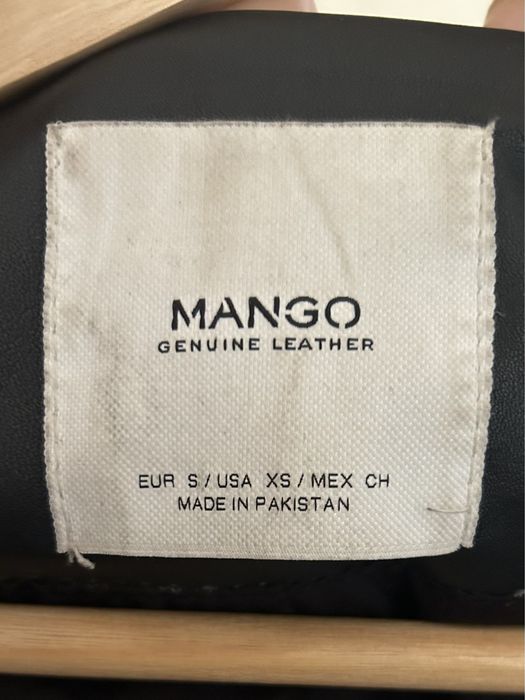 MANGO
GENUINE LEATHER
EUR S / USA XS / MEX CH
MADE IN PAKISTAN